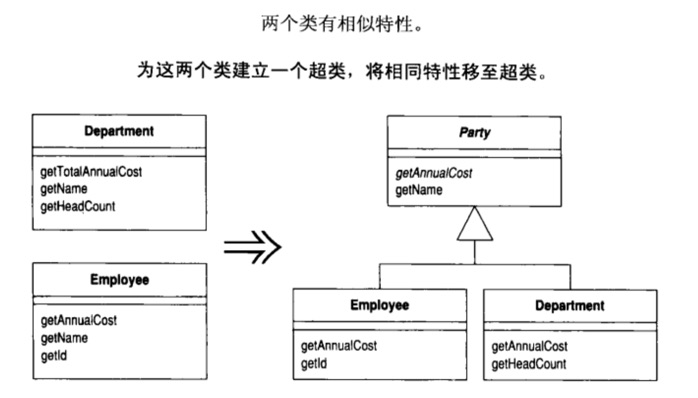 两个类有相似特性。
为这两个类建立一个超类，将相同特性移至超类。
Department
getTotalAnnualCost
getName
getHeadCount
Employee
getAnnualCost
getName
getId
Party
getAnnualCost
getName
Employee
getAnnualCost
getId
Department
getAnnualCost
getHeadCount